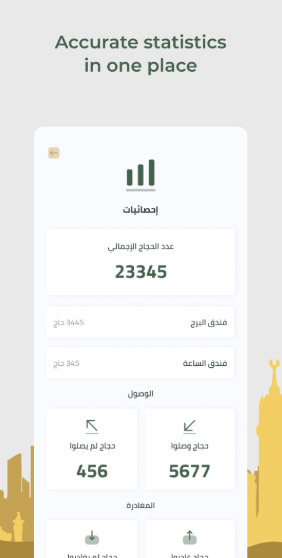 Accurate statistics
in one place
إحصائيات
عدد الحجاج الإجمالي
23345
فندق البرج 3445 حاج
فندق الساعة 345 حاج
الوصول
حجاج وصلوا حجاج لم يصلوا
5677 456
المغادرة
حجاج غادروا حجاج لم يغادروا